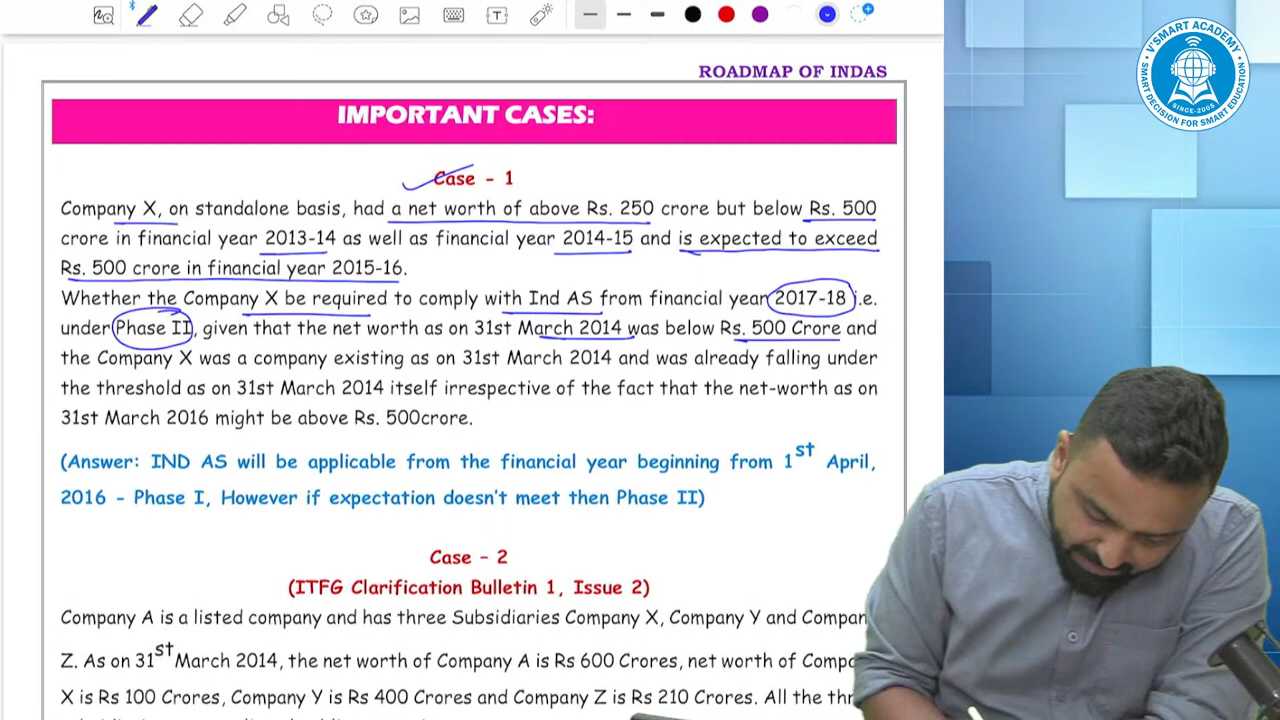 ROADMAP OF INDAS
V'SMART ACADEMY
SINCE-2005
SMART DECISION FOR SMART EDUCATION
IMPORTANT CASES:
Case - 1
Company X, on standalone basis, had a net worth of above Rs. 250 crore but below Rs. 500
crore in financial year 2013-14 as well as financial year 2014-15 and is expected to exceed
Rs. 500 crore in financial year 2015-16.
Whether the Company X be required to comply with Ind AS from financial year 2017-18 i.e.
under Phase II, given that the net worth as on 31st March 2014 was below Rs. 500 Crore and
the Company X was a company existing as on 31st March 2014 and was already falling under
the threshold as on 31st March 2014 itself irrespective of the fact that the net-worth as on
31st March 2016 might be above Rs. 500crore.
(Answer: IND AS will be applicable from the financial year beginning from 1st April,
2016 - Phase I, However if expectation doesn't meet then Phase II)
Case - 2
(ITFG Clarification Bulletin 1, Issue 2)
Company A is a listed company and has three Subsidiaries Company X, Company Y and Compan
Z. As on 31st March 2014, the net worth of Company A is Rs 600 Crores, net worth of Comp
X is Rs 100 Crores, Company Y is Rs 400 Crores and Company Z is Rs 210 Crores. All the thr